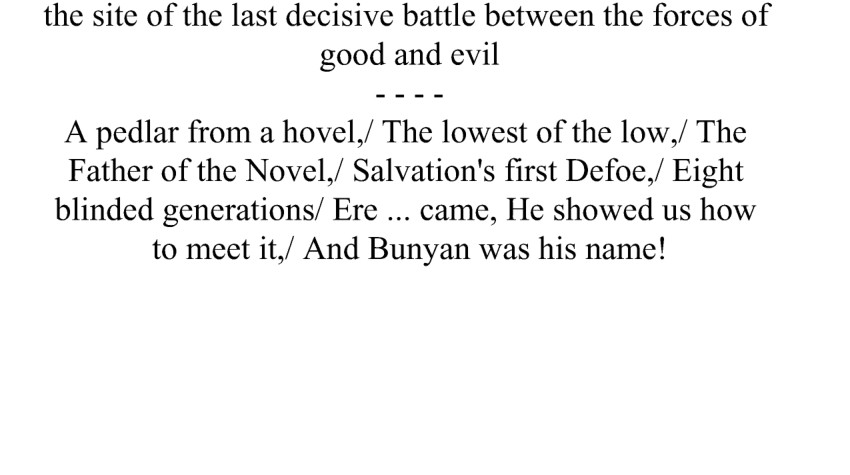 the site of the last decisive battle between the forces of
good and evil
- - - -
A pedlar from a hovel,/ The lowest of the low,/ The
Father of the Novel,/ Salvation's first Defoe,/ Eight
blinded generations/ Ere ... came, He showed us how
to meet it,/ And Bunyan was his name!